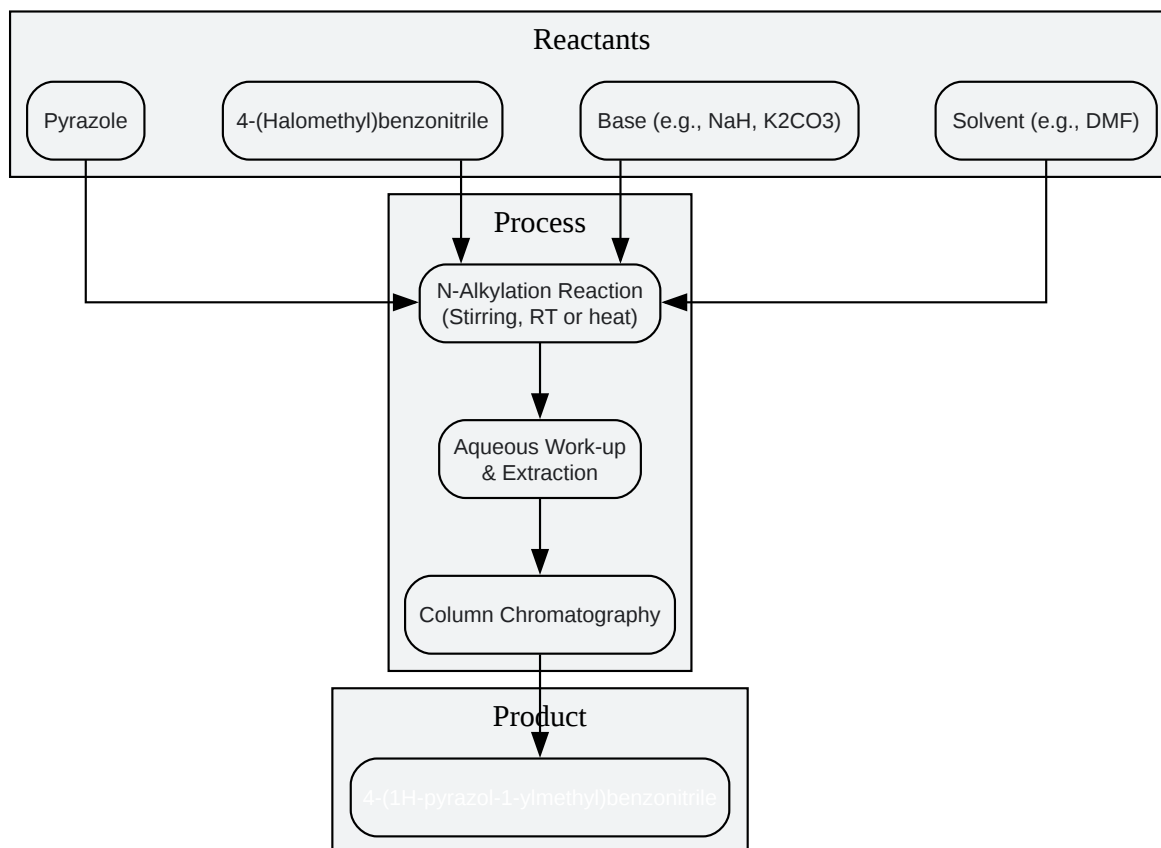 Reactants
Pyrazole
4-(Halomethyl)benzonitrile
Base (e.g., NaH, K2CO3)
Solvent (e.g., DMF)
Process
N-Alkylation Reaction
(Stirring, RT or heat)
Aqueous Work-up
& Extraction
Column Chromatography
Product
4-(1H-pyrazol-1-ylmethyl)benzonitrile